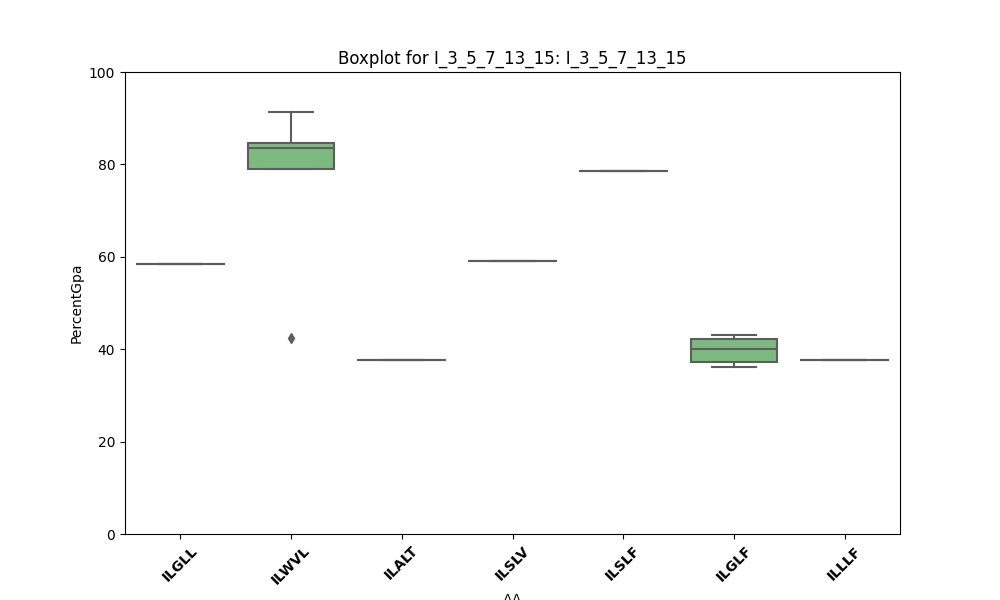 Boxplot for I_3_5_7_13_15: I_3_5_7_13_15
100
80
60
40
20
0
PercentGpa
ILGLL
ILWVL
ILALT
ILSLV
ILSLF
ILGLF
ILLLF